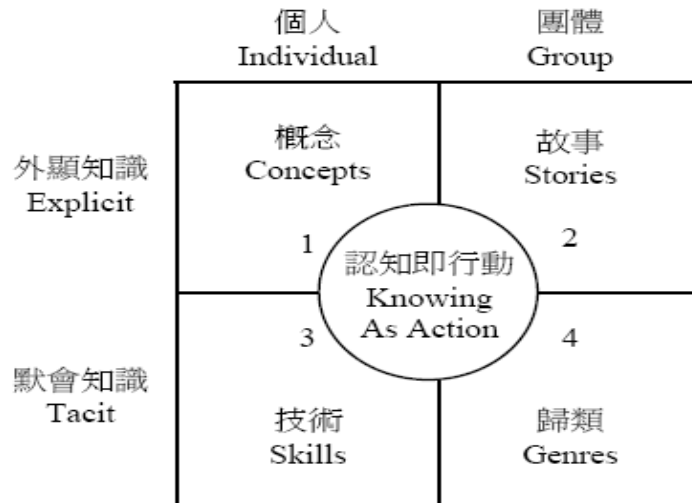 個人
Individual
團體
Group
外顯知識
Explicit
概念
Concepts
1
故事
Stories
2
認知即行動
Knowing
As Action
默會知識
Tacit
3
技術
Skills
4
歸類
Genres